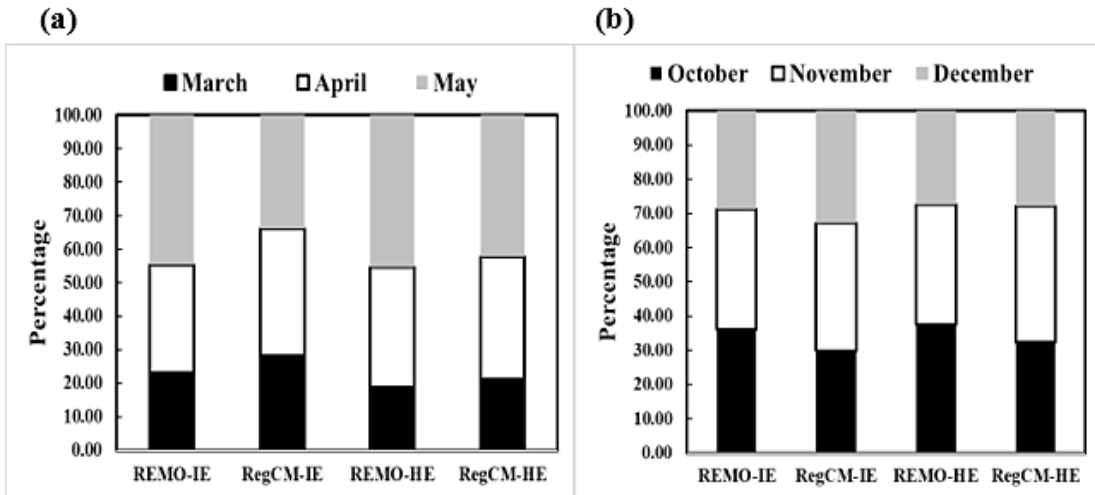 (a)
March April May
Percentage
100.00
90.00
80.00
70.00
60.00
50.00
40.00
30.00
20.00
10.00
0.00
REMO-IE RegCM-IE REMO-HE RegCM-HE
(b)
October November December
Percentage
100.00
90.00
80.00
70.00
60.00
50.00
40.00
30.00
20.00
10.00
0.00
REMO-IE RegCM-IE REMO-HE RegCM-HE